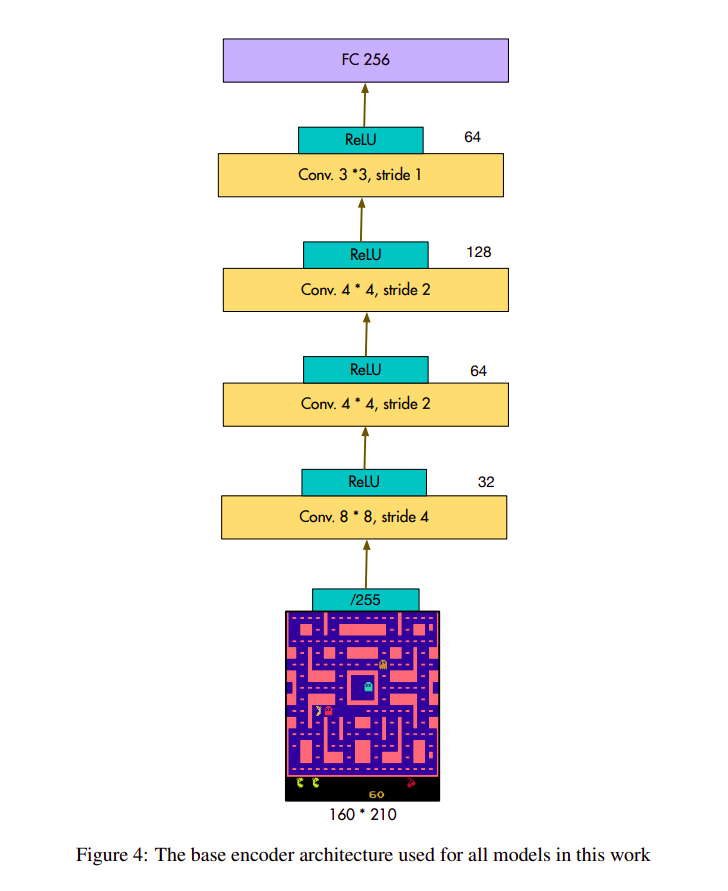 FC 256
ReLU
64
Conv. 3 *3, stride 1
ReLU
128
Conv. 4 * 4, stride 2
ReLU
64
Conv. 4 * 4, stride 2
ReLU
32
Conv. 8 * 8, stride 4
/255
60
160 * 210
Figure 4: The base encoder architecture used for all models in this work